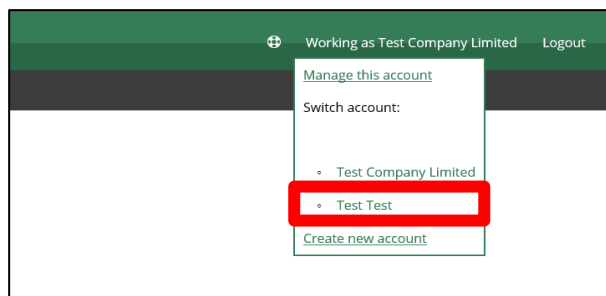 Working as Test Company Limited Logout
Manage this account
Switch account:
Test Company Limited
Test Test
Create new account